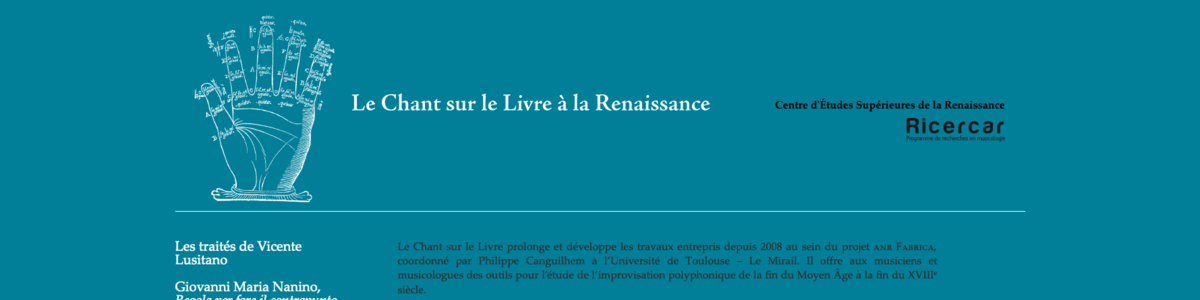 Le Chant sur le Livre à la Renaissance
Centre d'Études Supérieures de la Renaissance
Ricercar
Programme de recherches en musicologie
Les traités de Vicente
Lusitano
Giovanni Maria Nanino,
Regole per fare il contrapunto
Le Chant sur le Livre prolonge et développe les travaux entrepris depuis 2008 au sein du projet ANR FABRICA,
coordonné par Philippe Canguilhem à l'Université de Toulouse – Le Mirail. Il offre aux musiciens et
musicologues des outils pour l'étude de l'improvisation polyphonique de la fin du Moyen Âge à la fin du XVIIIe
siècle.